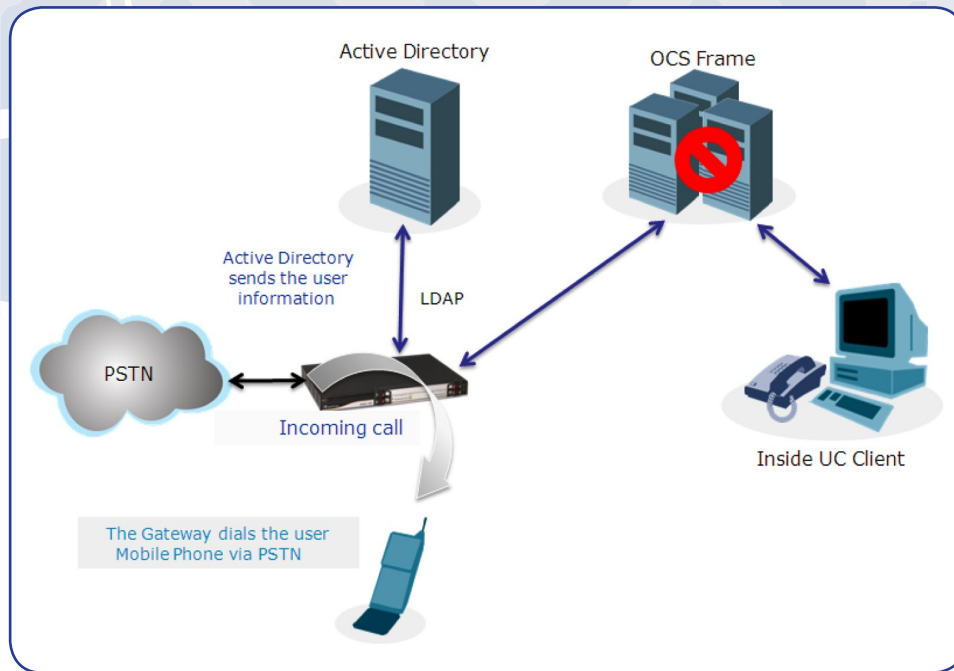 Active Directory
OCS Frame
Active Directory
sends the user
information
LDAP
PSTN
Incoming call
Inside UC Client
The Gateway dials the user
Mobile Phone via PSTN